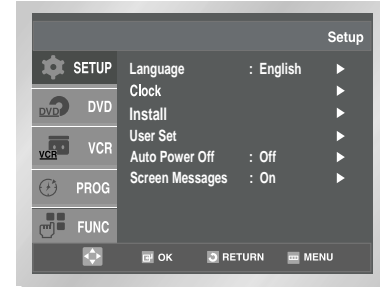 Setup
SETUP
Language : English ►
Clock ►
DVD DVD
Install ►
User Set ►
VCR VCR
Auto Power Off : Off ►
Screen Messages : On ►
PROG
FUNC
OK RETURN MENU